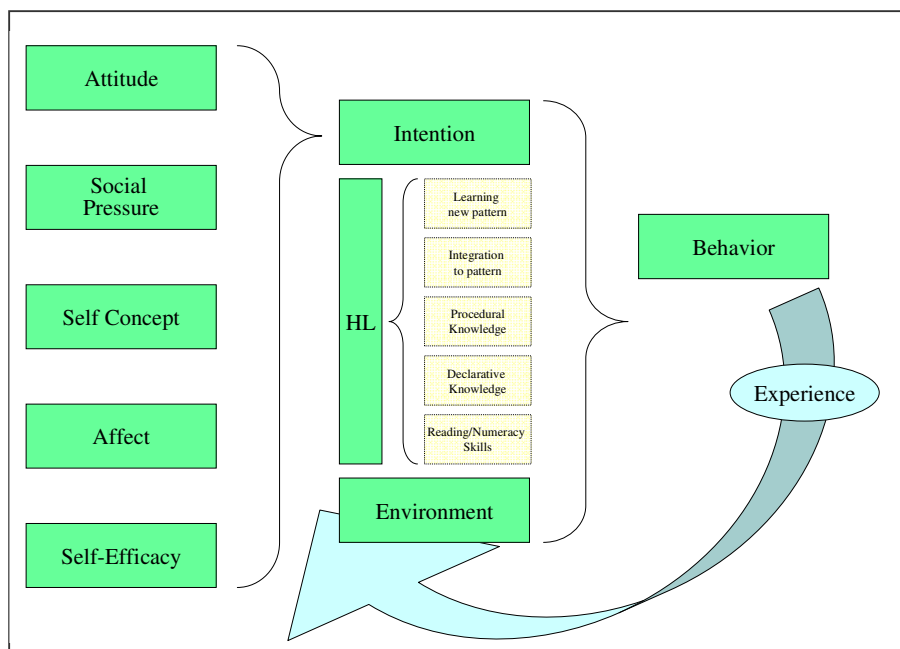 Attitude
Social
Pressure
Self Concept
Affect
Self-Efficacy
Intention
HL
Learning
new pattern
Integration
to pattern
Procedural
Knowledge
Declarative
Knowledge
Reading/Numeracy
Skills
Environment
Behavior
Experience